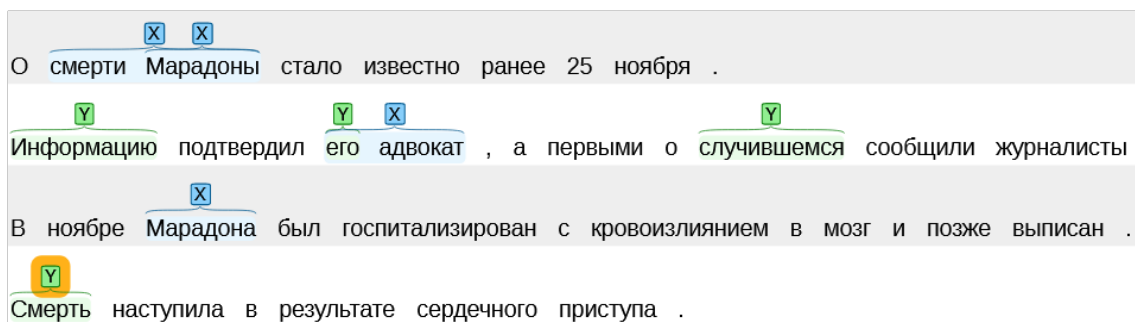 X X
О смерти Марадоны стало известно ранее 25 ноября .
Y Y X Y
Информацию подтвердил его адвокат , а первыми о случившемся сообщили журналисты
X
В ноябре Марадона был госпитализирован с кровоизлиянием в мозг и позже выписан .
Y
Смерть наступила в результате сердечного приступа .